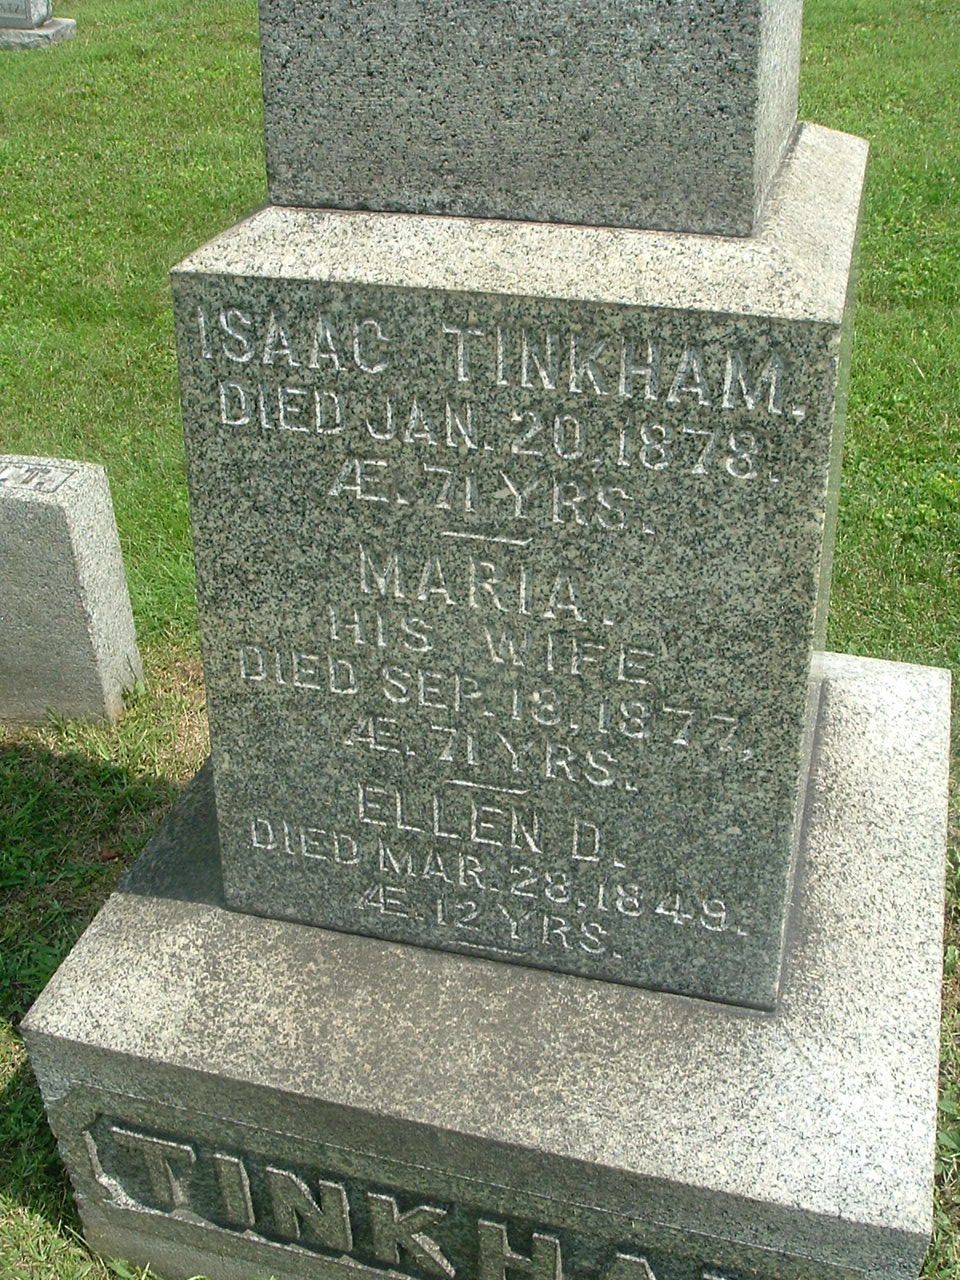 ISAAC TINKHAM.
DIED JAN. 20, 1878.
Æ. 71 YRS.
MARIA.
HIS WIFE
DIED SEP. 18, 1877,
Æ. 71 YRS.
ELLEN D.
DIED MAR. 28, 1849.
Æ. 12 YRS.
TINKHA